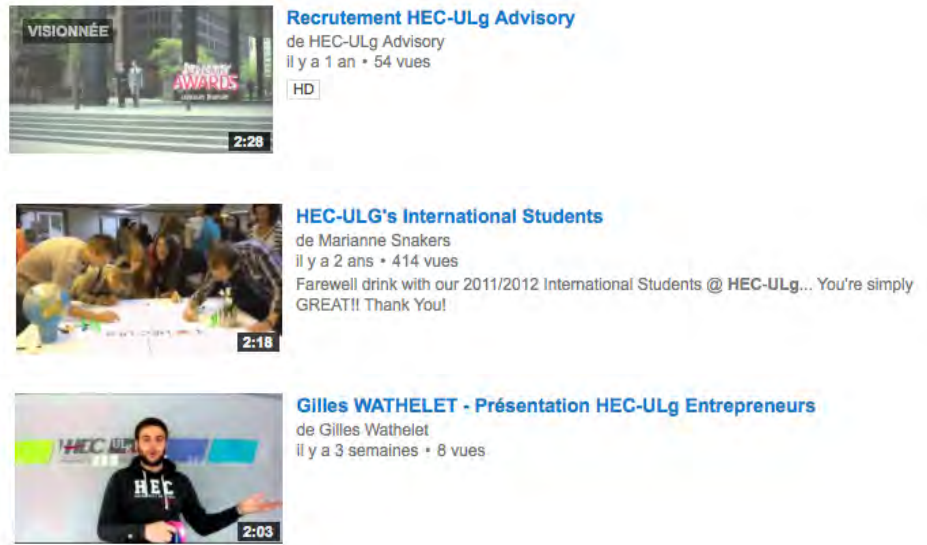 VISIONNÉE
AWARDS
2:28
Recrutement HEC-ULg Advisory
de HEC-ULg Advisory
il y a 1 an • 54 vues
HD
2:18
HEC-ULG's International Students
de Marianne Snakers
il y a 2 ans • 414 vues
Farewell drink with our 2011/2012 International Students @ HEC-ULg... You're simply
GREAT!! Thank You!
HEC ULg
HEC
2:03
Gilles WATHELET - Présentation HEC-ULg Entrepreneurs
de Gilles Wathelet
il y a 3 semaines • 8 vues